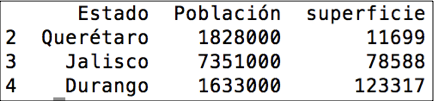 Estado Población superficie
2 Querétaro 1828000 11699
3 Jalisco 7351000 78588
4 Durango 1633000 123317